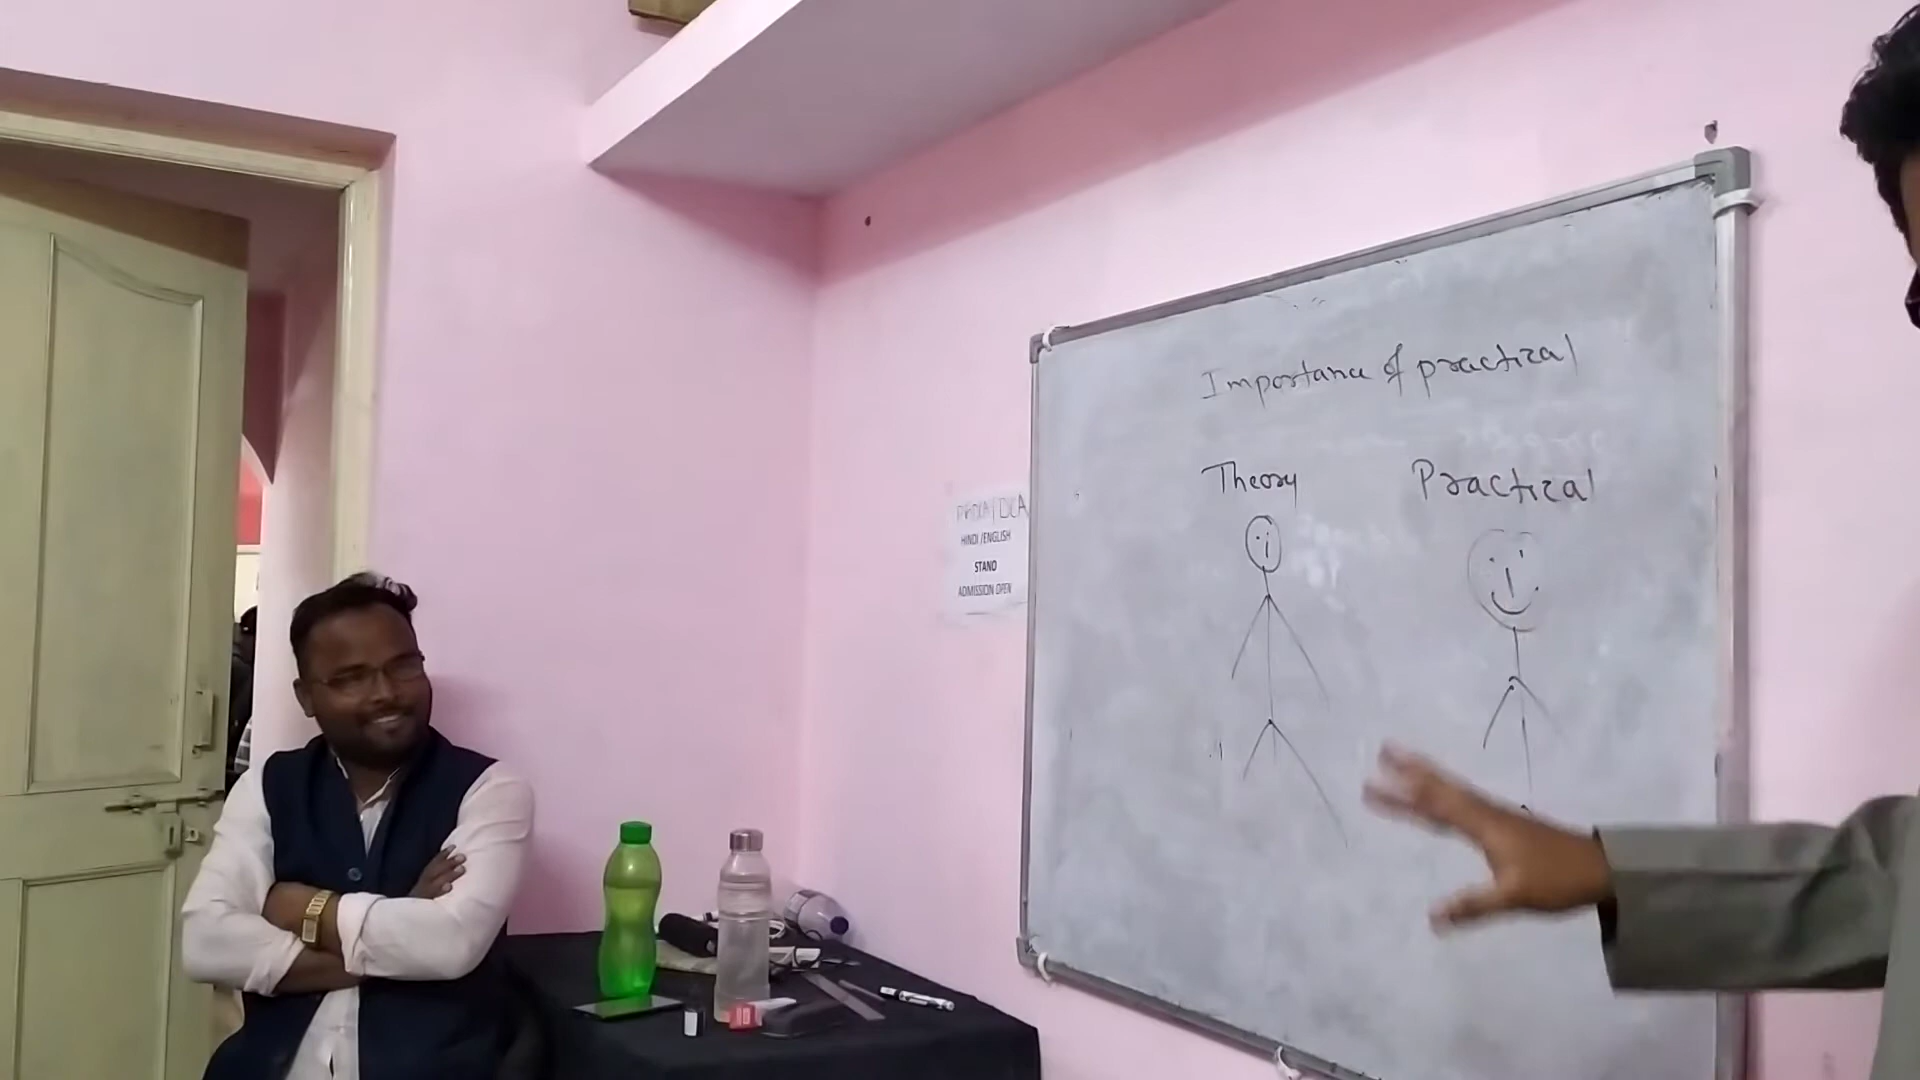 Importance of practical
Theory
Practical
HINDI /ENGLISH
STAND
ADMISSION OPEN